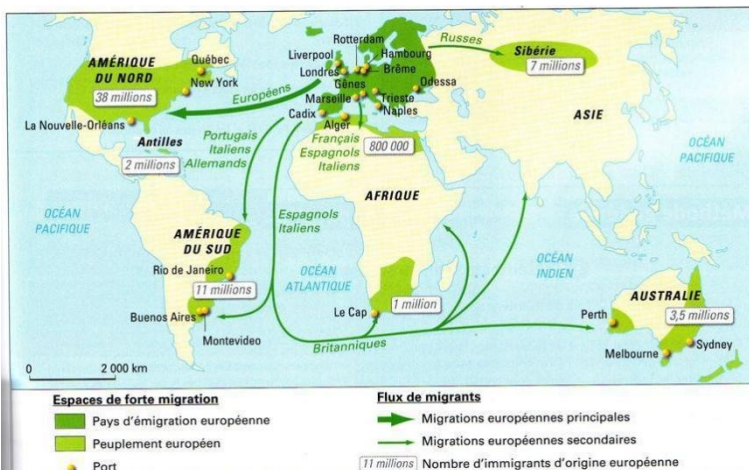 Rotterdam
Hambourg
Russes
Liverpool
Londres
Brême
Sibérie
7 millions
AMÉRIQUE
DU NORD
Québec
New York
38 millions
Européens
Gênes
Marseille
Trieste
Odessa
Naples
Cadix
Alger
ASIE
La Nouvelle-Orléans
Antilles
2 millions
Portugais
Italiens
Allemands
Français
Espagnols
Italiens
800 000
OCÉAN
PACIFIQUE
AFRIQUE
OCÉAN
PACIFIQUE
Espagnols
Italiens
AMÉRIQUE
DU SUD
Rio de Janeiro
11 millions
OCÉAN
ATLANTIQUE
OCÉAN
INDIEN
Buenos Aires
Montevideo
Le Cap
1 million
Britanniques
AUSTRALIE
Perth
3,5 millions
Melbourne
Sydney
0 2 000 km
Espaces de forte migration
Pays d'émigration européenne
Peuplement européen
Port
Flux de migrants
Migrations européennes principales
Migrations européennes secondaires
11 millions Nombre d'immigrants d'origine européenne